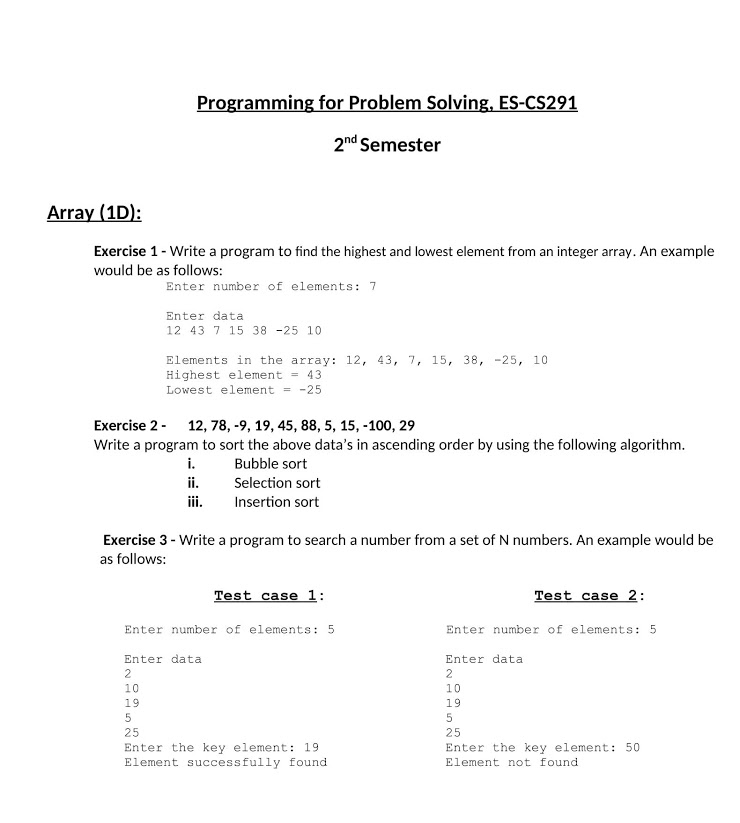 Programming for Problem Solving, ES-CS291
2nd Semester
Array (1D):
Exercise 1 - Write a program to find the highest and lowest element from an integer array. An example
would be as follows:
Enter number of elements: 7
Enter data
12 43 7 15 38 -25 10
Elements in the array: 12, 43, 7, 15, 38, -25, 10
Highest element = 43
Lowest element = -25
Exercise 2 - 12, 78, -9, 19, 45, 88, 5, 15, -100, 29
Write a program to sort the above data’s in ascending order by using the following algorithm.
i. Bubble sort
ii. Selection sort
iii. Insertion sort
Exercise 3 - Write a program to search a number from a set of N numbers. An example would be
as follows:
Test case 1:
Enter number of elements: 5
Enter data
2
10
19
5
25
Enter the key element: 19
Element successfully found
Test case 2:
Enter number of elements: 5
Enter data
2
10
19
5
25
Enter the key element: 50
Element not found